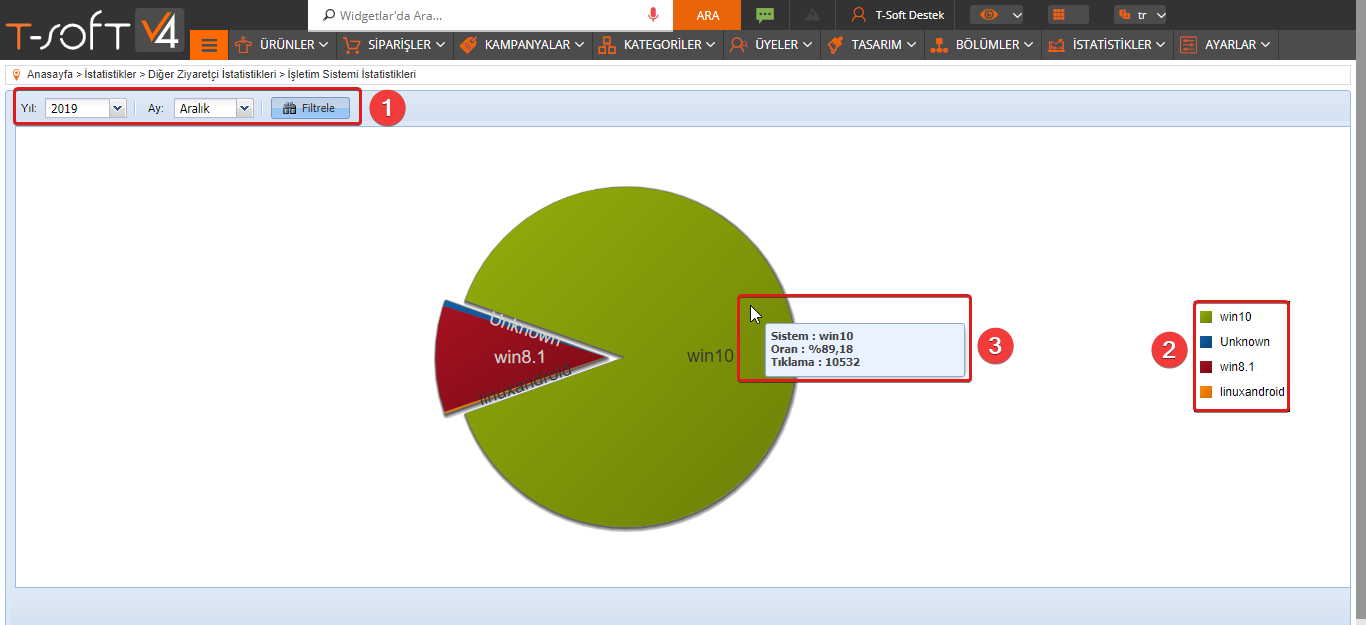 T-SOFT V4
Widgetlar'da Ara...
ARA
T-Soft Destek
tr
ÜRÜNLER
SİPARİŞLER
KAMPANYALAR
KATEGORİLER
ÜYELER
TASARIM
BÖLÜMLER
İSTATİSTİKLER
AYARLAR
Anasayfa > İstatistikler > Diğer Ziyaretçi İstatistikleri > İşletim Sistemi İstatistikleri
Yıl: 2019 Ay: Aralık Filtrele
1
Unknown
win8.1
linuxandroid
win10
Sistem : win10
Oran : %89,18
Tıklama : 10532
3
2
win10
Unknown
win8.1
linuxandroid